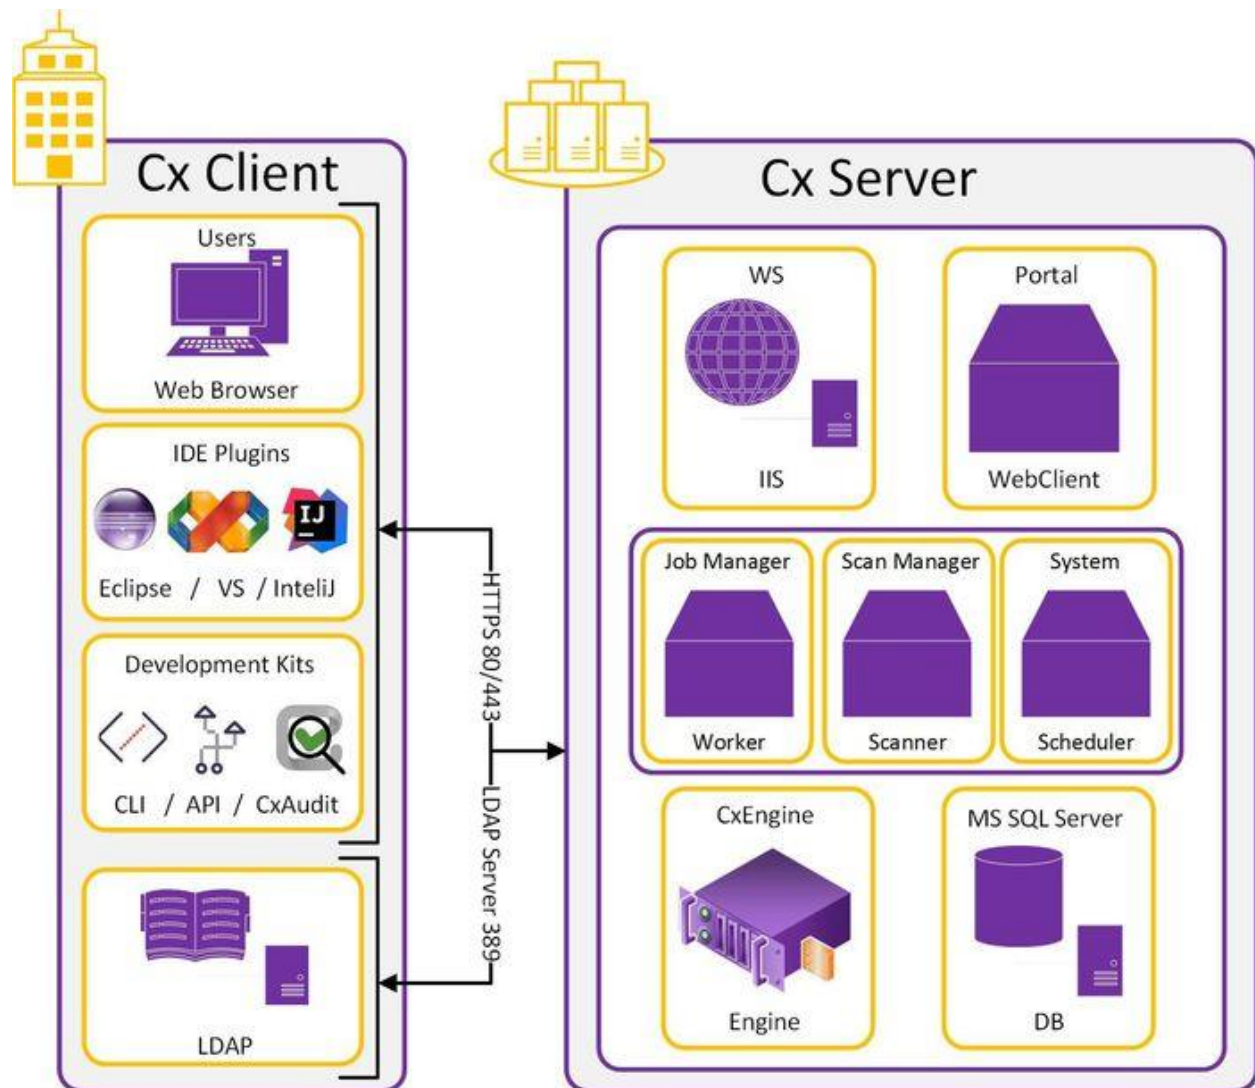 Cx Client
Users
Web Browser
IDE Plugins
IJ
Eclipse / VS / InteliJ
Development Kits
CLI / API / CxAudit
LDAP
HTTPS 80/443
LDAP Server 389
Cx Server
WS
IIS
Portal
WebClient
Job Manager
Worker
Scan Manager
Scanner
System
Scheduler
CxEngine
Engine
MS SQL Server
DB